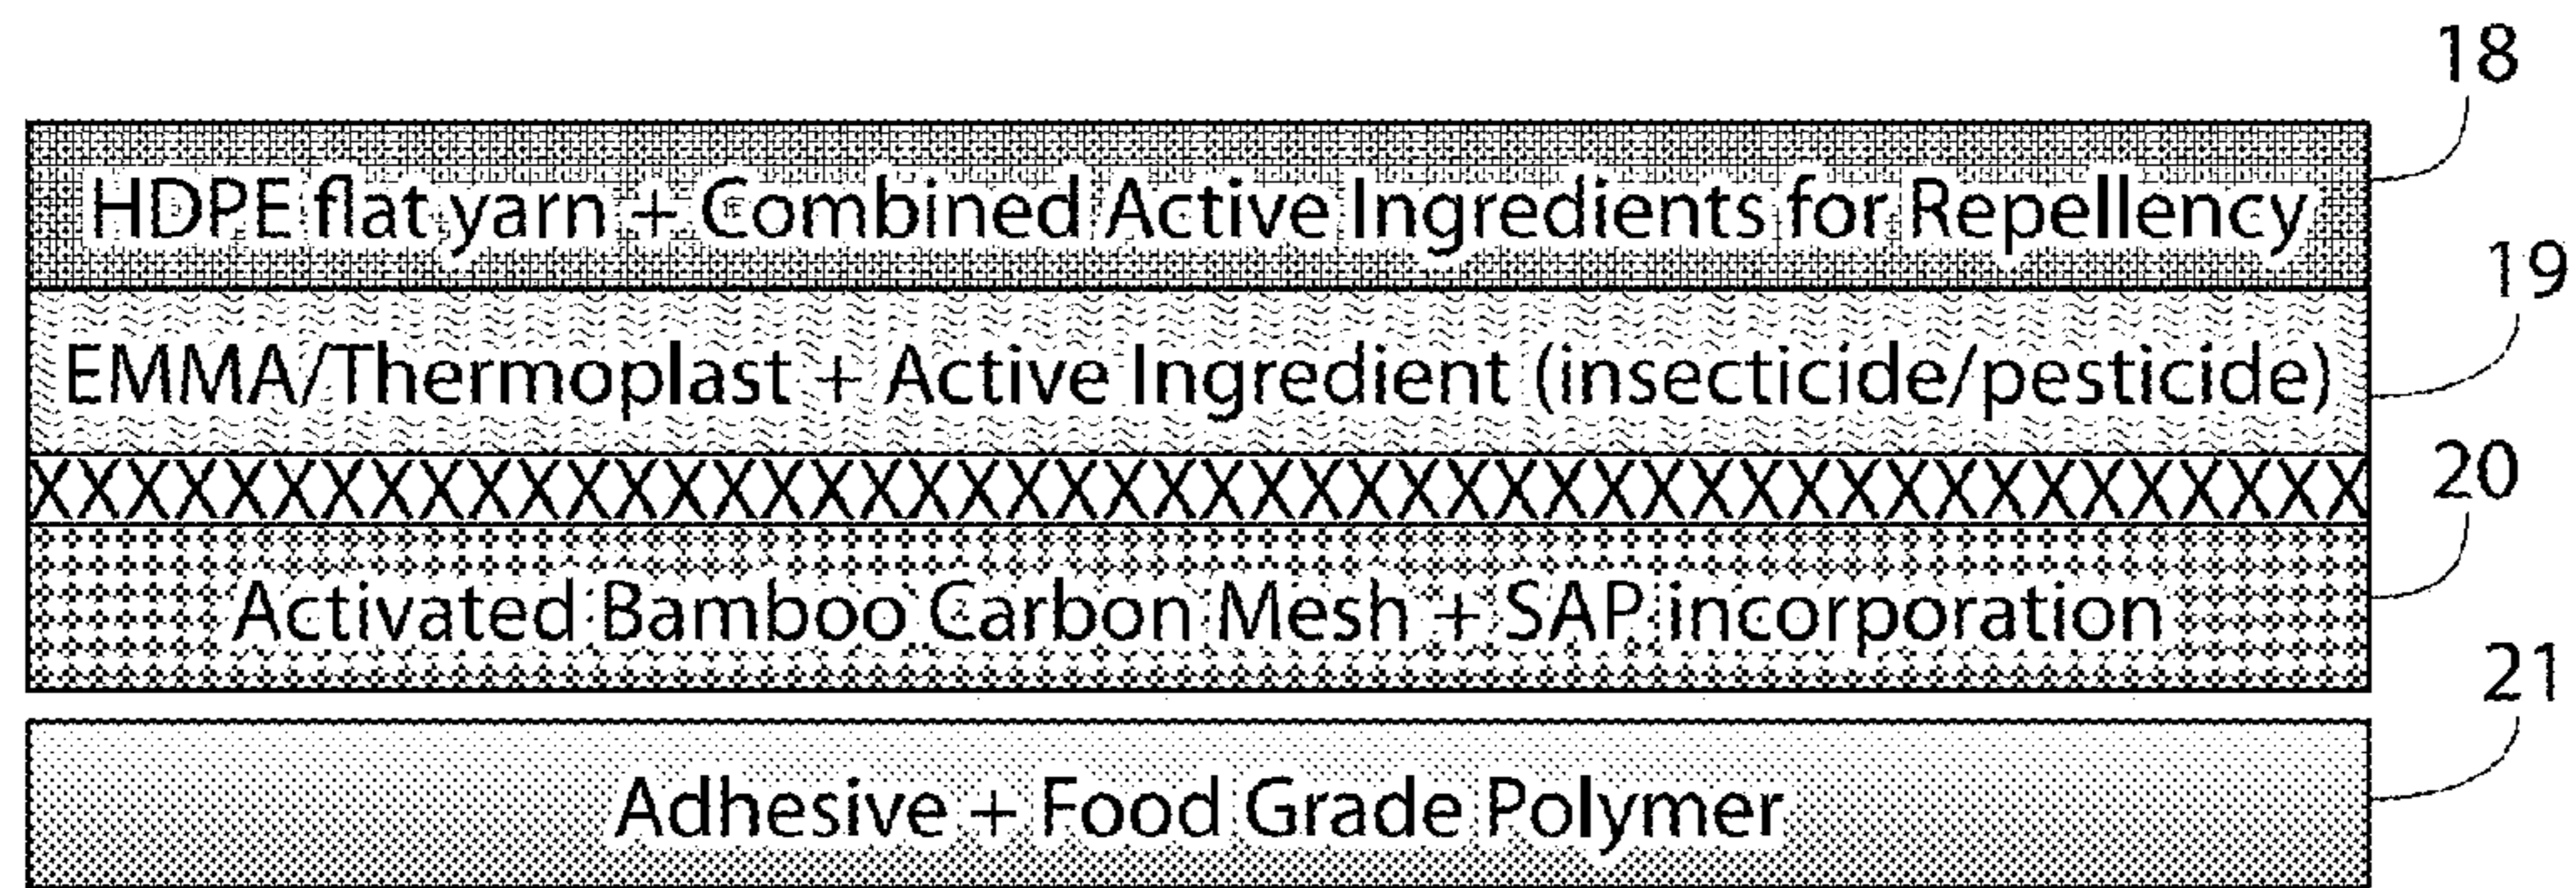 18
HDPE flat yarn + Combined Active Ingredients for Repellency
19
EMMA/Thermoplast + Active Ingredient (insecticide/pesticide)
20
Activated Bamboo Carbon Mesh + SAP incorporation
21
Adhesive + Food Grade Polymer